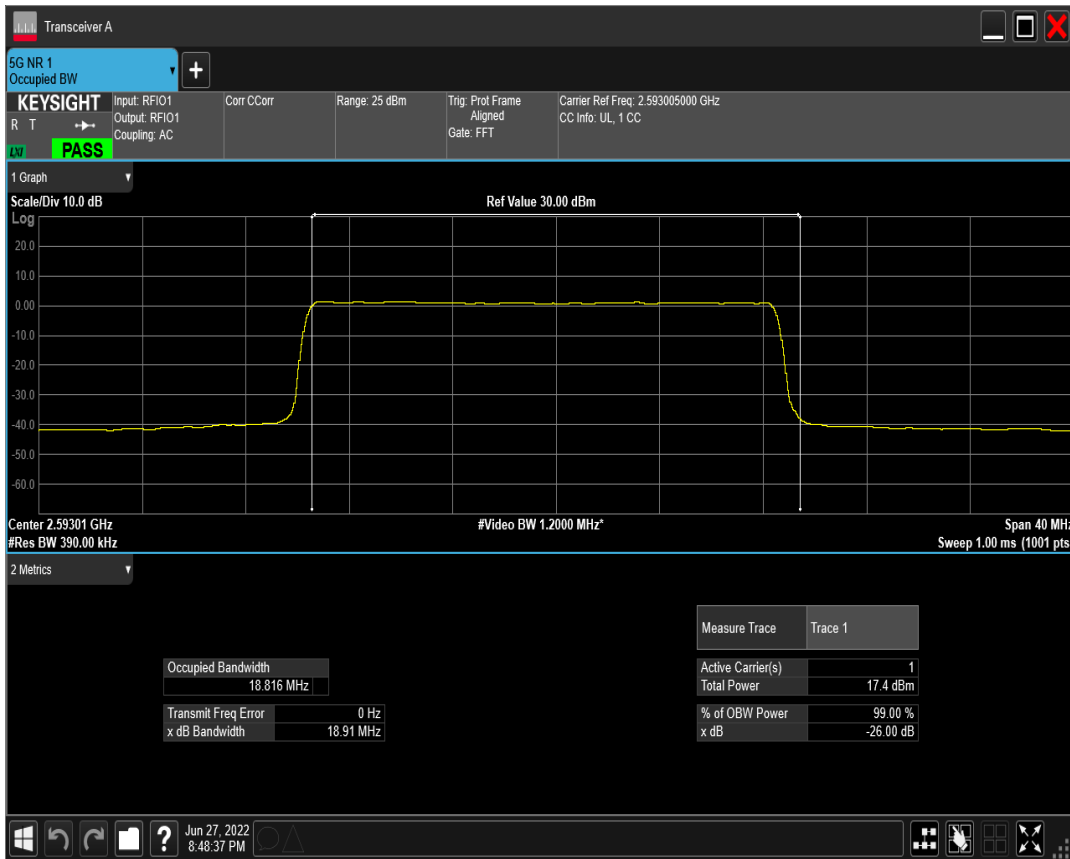 Transceiver A
5G NR 1
Occupied BW
KEYSIGHT
R T
LXI
PASS
Input: RFIO1
Output: RFIO1
Coupling: AC
Corr CCorr
Range: 25 dBm
Trig: Prot Frame
Aligned
Gate: FFT
Carrier Ref Freq: 2.593005000 GHz
CC Info: UL, 1 CC
1 Graph
Scale/Div 10.0 dB
Ref Value 30.00 dBm
Log
20.0
10.0
0.00
-10.0
-20.0
-30.0
-40.0
-50.0
-60.0
Center 2.59301 GHz
#Video BW 1.2000 MHz*
Span 40 MHz
#Res BW 390.00 kHz
Sweep 1.00 ms (1001 pts
2 Metrics
Measure Trace Trace 1
Occupied Bandwidth
18.816 MHz
Active Carrier(s) 1
Total Power 17.4 dBm
Transmit Freq Error 0 Hz
x dB Bandwidth 18.91 MHz
% of OBW Power 99.00 %
x dB -26.00 dB
?
Jun 27, 2022
8:48:37 PM